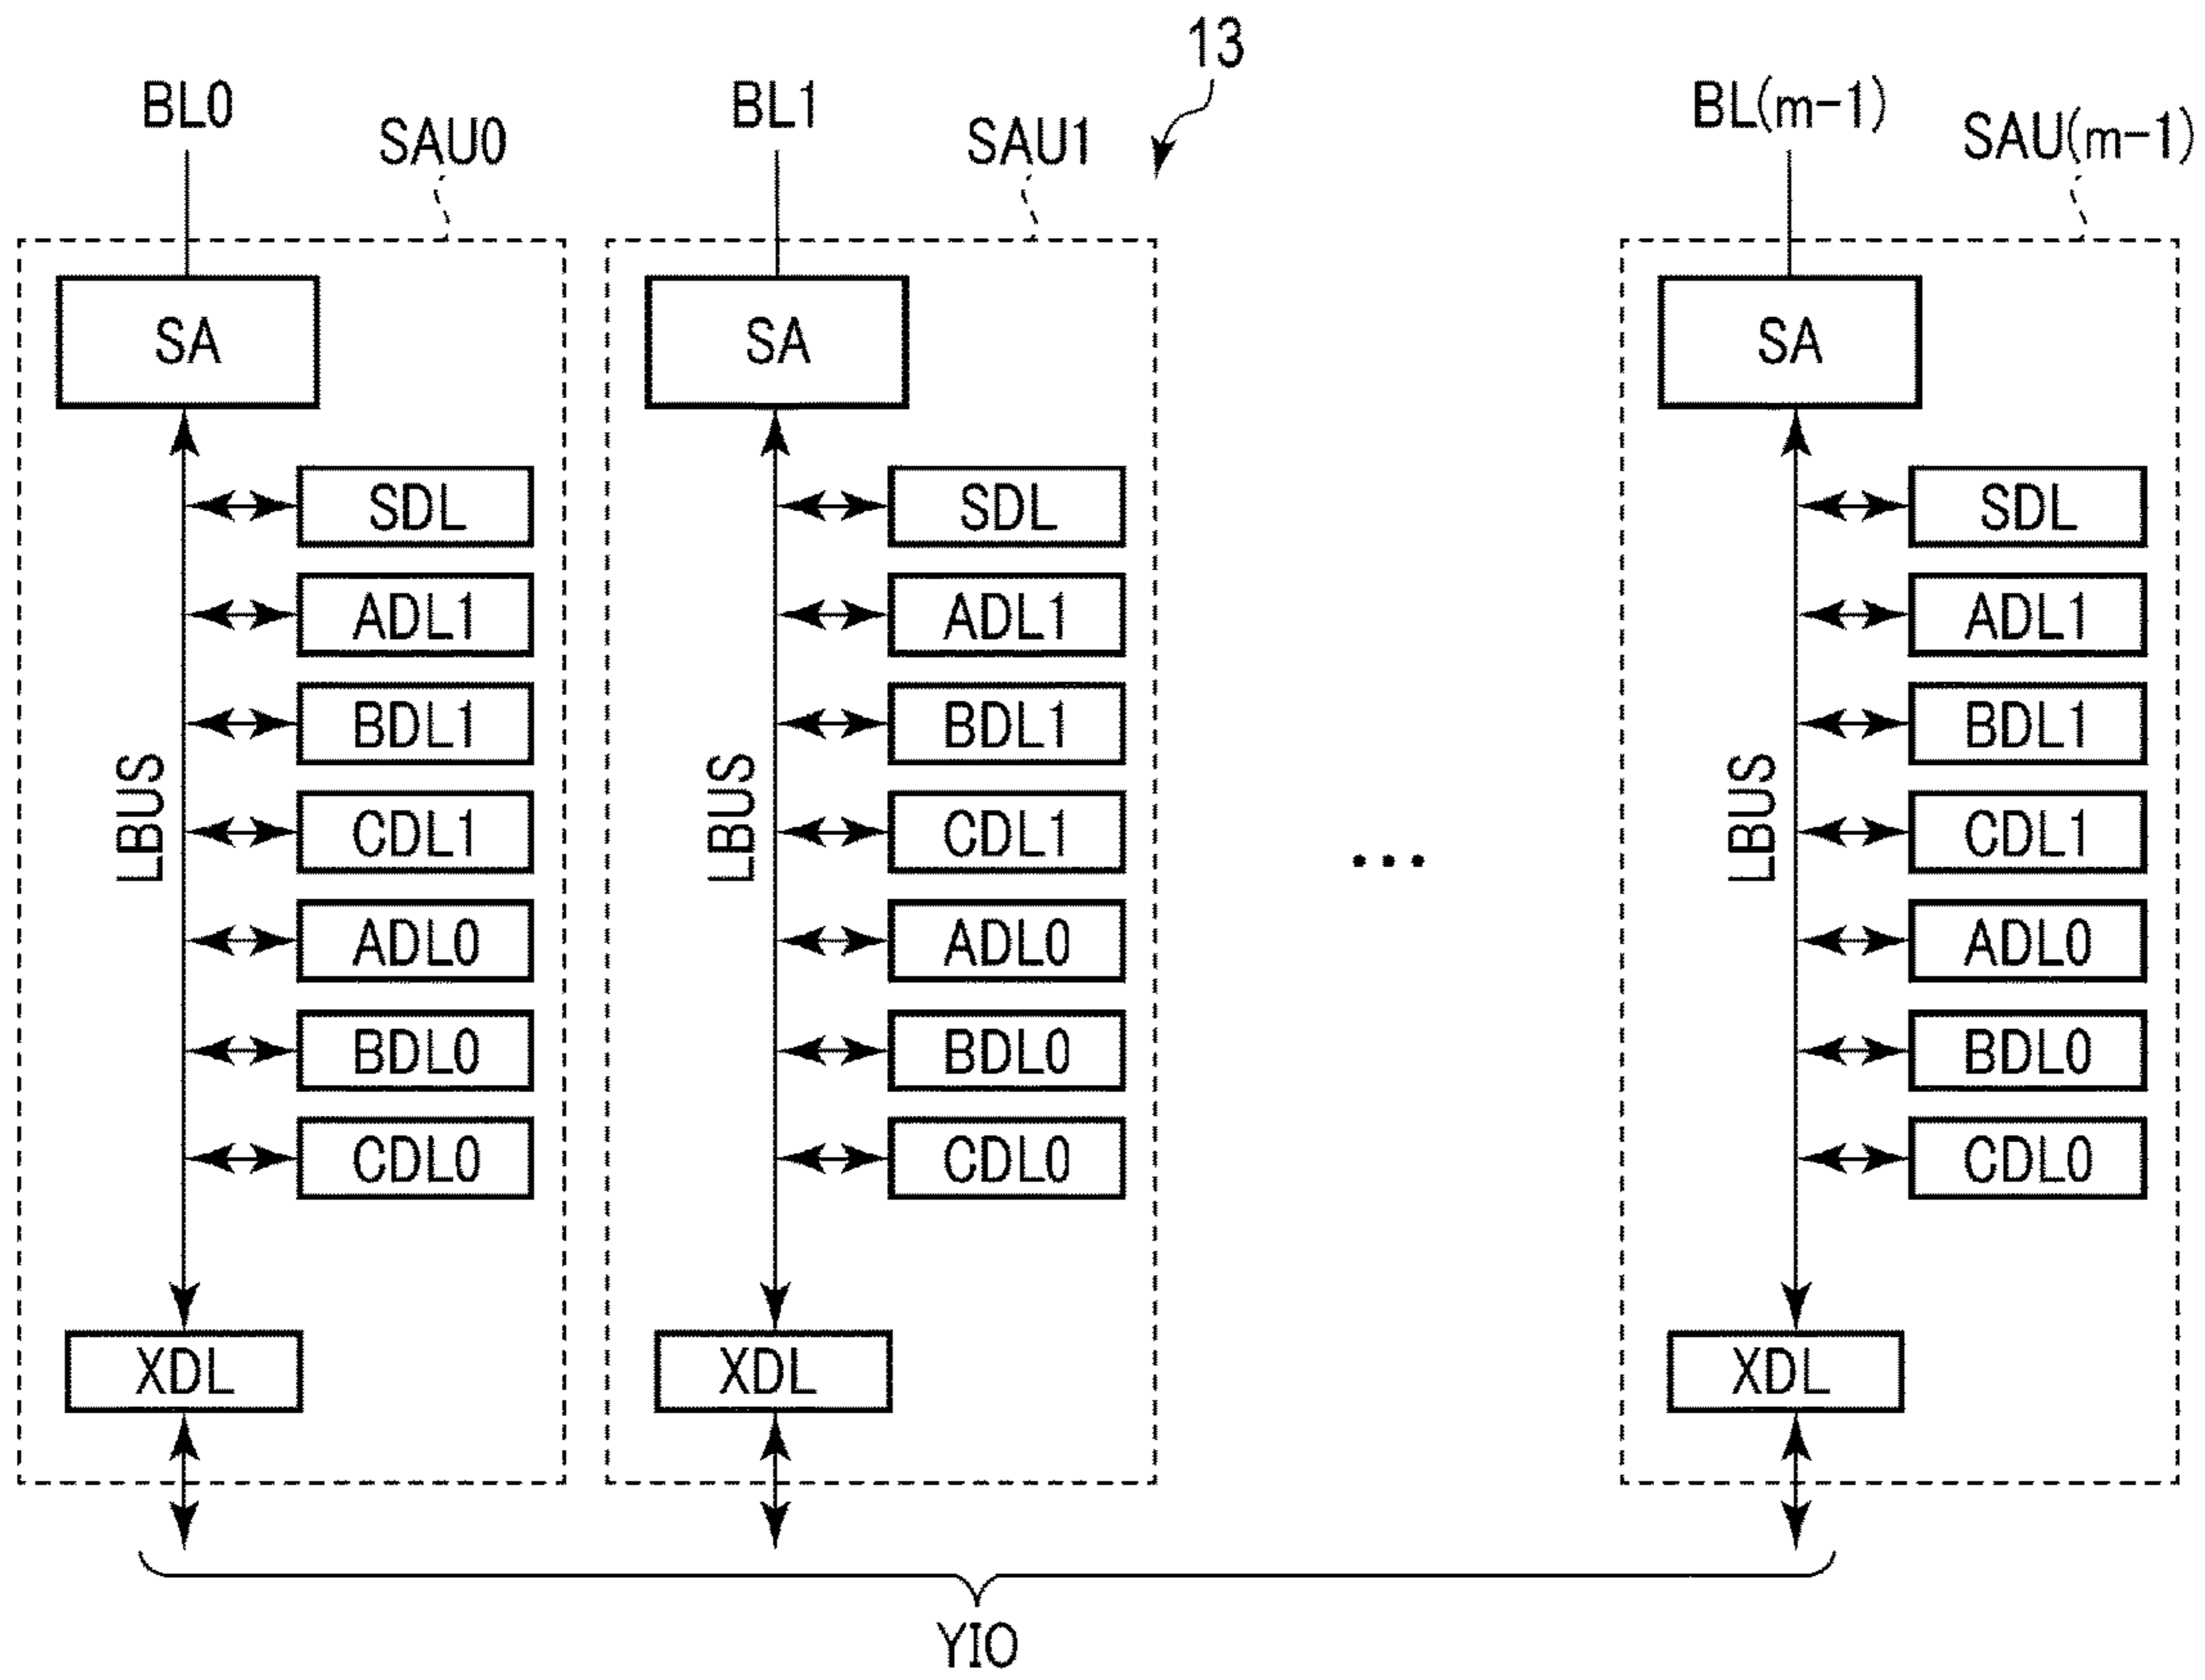 13
BL0 SAU0 BL1 SAU1 BL(m-1) SAU(m-1)
SA SA SA
SDL SDL SDL
ADL1 ADL1 ADL1
BDL1 BDL1 BDL1
LBUS CDL1 LBUS CDL1 ... LBUS CDL1
ADL0 ADL0 ADL0
BDL0 BDL0 BDL0
CDL0 CDL0 CDL0
XDL XDL XDL
YIO